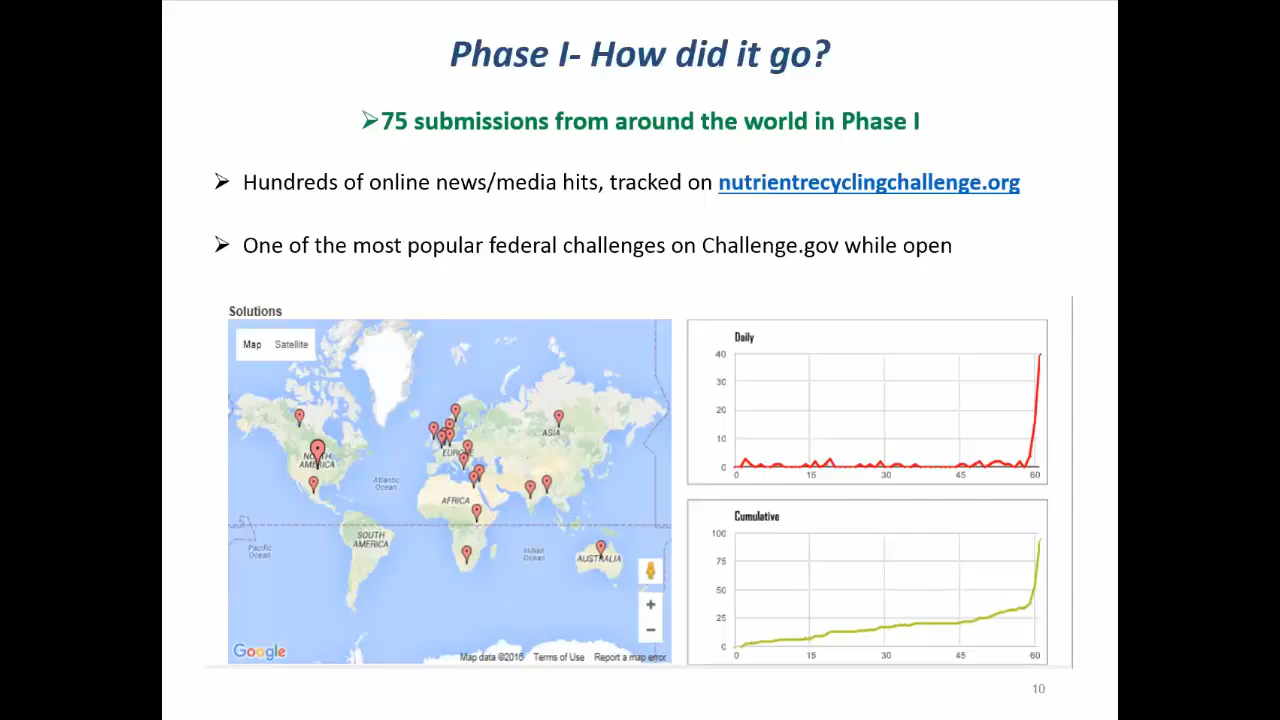 Phase I- How did it go?
➢75 submissions from around the world in Phase I
➢ Hundreds of online news/media hits, tracked on nutrientrecyclingchallenge.org
➢ One of the most popular federal challenges on Challenge.gov while open
Solutions
Map Satellite
NORTH
AMERICA
Atlantic
Ocean
EUROPE
ASIA
AFRICA
SOUTH
AMERICA
Pacific
Ocean
Indian
Ocean
AUSTRALIA
+
−
Google
Map data ©2016 Terms of Use Report a map error
Daily
40
30
20
10
0
0 15 30 45 60
Cumulative
100
75
50
25
0
0 15 30 45 60
10